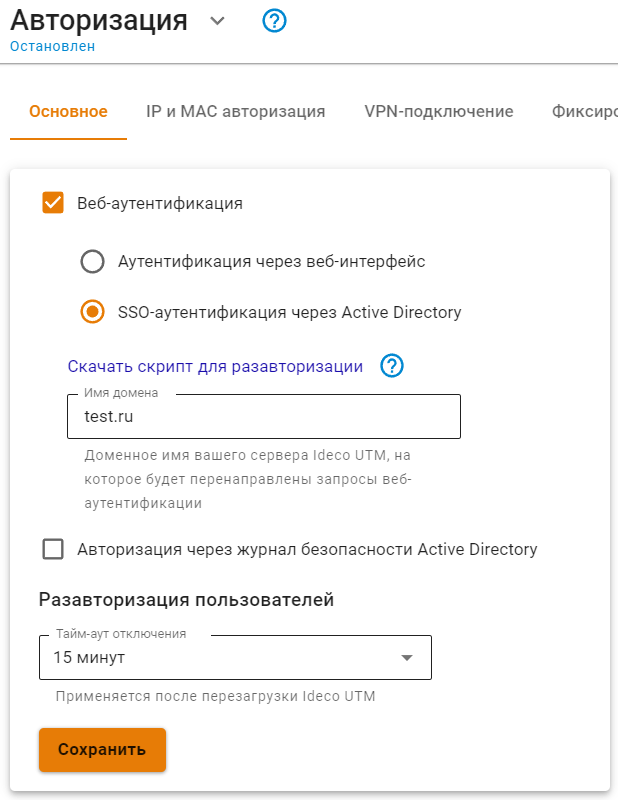 Авторизация
Остановлен
Основное IP и MAC авторизация VPN-подключение Фиксиро
Веб-аутентификация
Аутентификация через веб-интерфейс
SSO-аутентификация через Active Directory
Скачать скрипт для разавторизации
Имя домена
test.ru
Доменное имя вашего сервера Ideco UTM, на
которое будет перенаправлены запросы веб-
аутентификации
Авторизация через журнал безопасности Active Directory
Разавторизация пользователей
Тайм-аут отключения
15 минут
Применяется после перезагрузки Ideco UTM
Сохранить